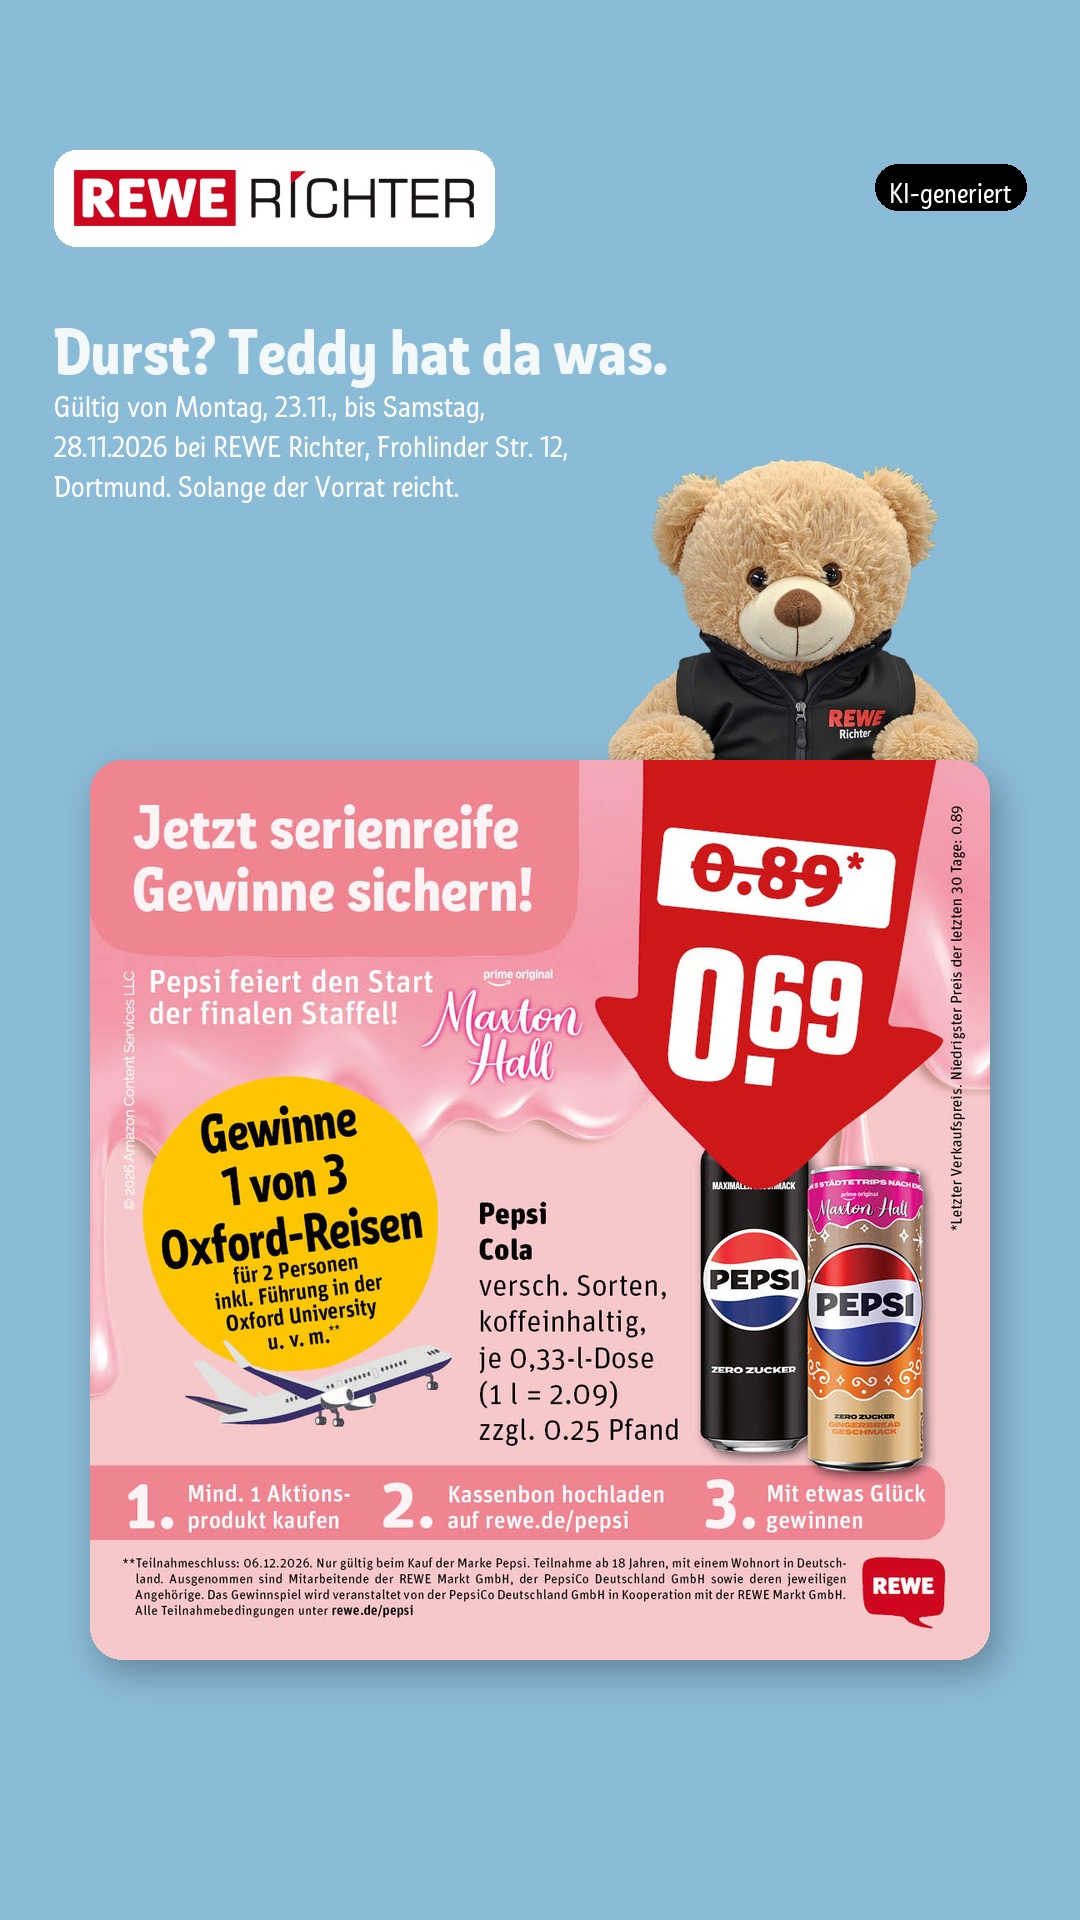 REWE RICHTER
KI-generiert
Durst? Teddy hat da was.
Gültig von Montag, 23.11., bis Samstag,
28.11.2026 bei REWE Richter, Frohlinder Str. 12,
Dortmund. Solange der Vorrat reicht.
REWE
Richter
Jetzt serienreife
Gewinne sichern!
0.89*
0.69
*Letzter Verkaufspreis. Niedrigster Preis der letzten 30 Tage: 0.89
Pepsi feiert den Start
der finalen Staffel!
prime original
Maxton
Hall
© 2026 Amazon Content Services LLC
Gewinne
1 von 3
Oxford-Reisen
für 2 Personen
inkl. Führung in der
Oxford University
u. v. m.**
Pepsi
Cola
versch. Sorten,
koffeinhaltig,
je 0,33-l-Dose
(1 l = 2.09)
zzgl. 0.25 Pfand
PEPSI
ZERO ZUCKER
5 STÄDTETRIPS NACH
prime original
Maxton Hall
PEPSI
ZERO ZUCKER
GINGERBREAD
GESCHMACK
1. Mind. 1 Aktions-
produkt kaufen
2. Kassenbon hochladen
auf rewe.de/pepsi
3. Mit etwas Glück
gewinnen
**Teilnahmeschluss: 06.12.2026. Nur gültig beim Kauf der Marke Pepsi. Teilnahme ab 18 Jahren, mit einem Wohnort in Deutsch-
land. Ausgenommen sind Mitarbeitende der REWE Markt GmbH, der PepsiCo Deutschland GmbH sowie deren jeweiligen
Angehörige. Das Gewinnspiel wird veranstaltet von der PepsiCo Deutschland GmbH in Kooperation mit der REWE Markt GmbH.
Alle Teilnahmebedingungen unter rewe.de/pepsi
REWE